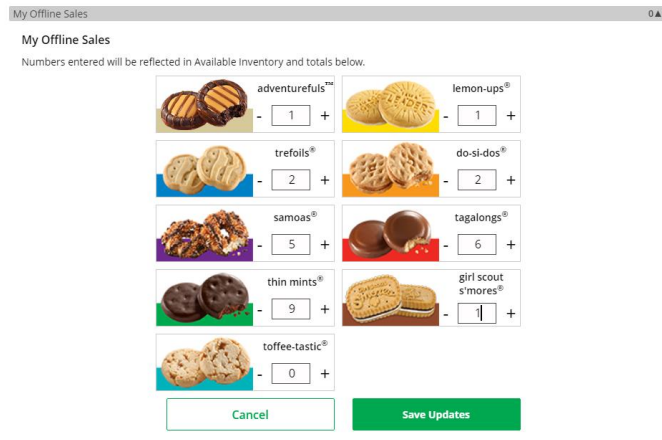 My Offline Sales
0▲
My Offline Sales
Numbers entered will be reflected in Available Inventory and totals below.
adventurefuls™
- 1 +
lemon-ups®
- 1 +
trefoils®
- 2 +
do-si-dos®
- 2 +
samoas®
- 5 +
tagalongs®
- 6 +
thin mints®
- 9 +
girl scout
s'mores®
- 1 +
toffee-tastic®
- 0 +
Cancel
Save Updates